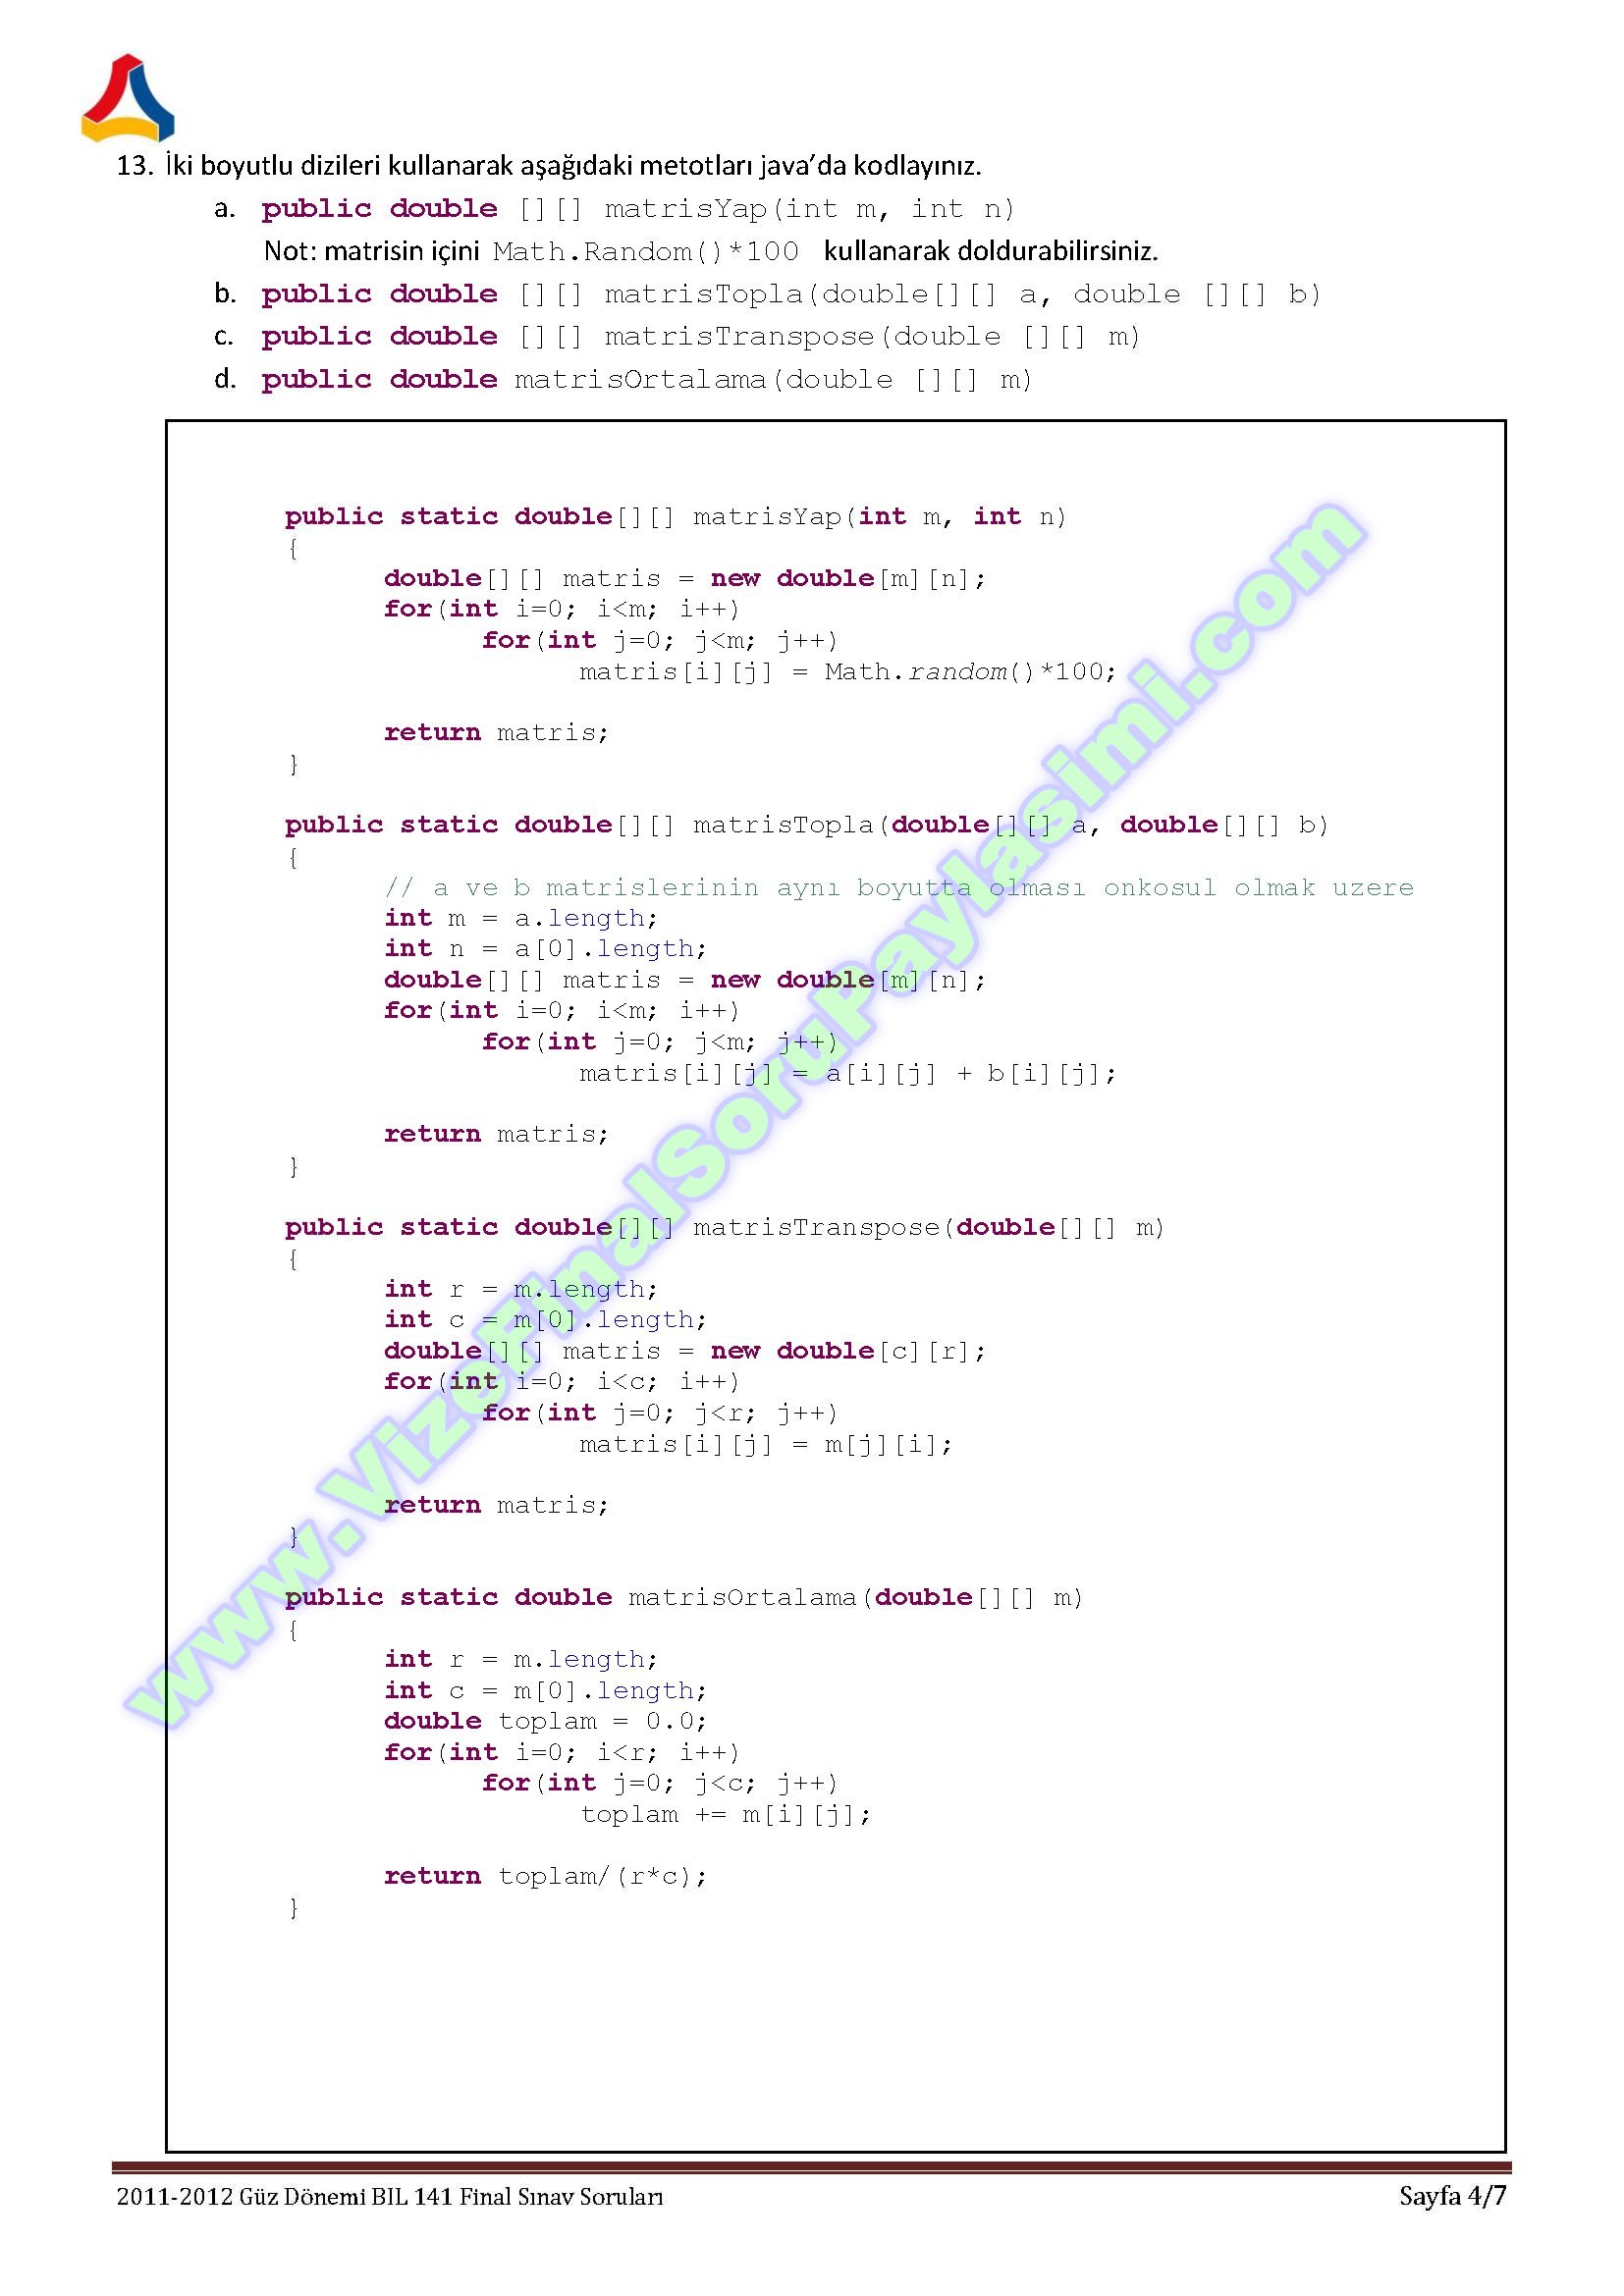 13. İki boyutlu dizileri kullanarak aşağıdaki metotları java’da kodlayınız.
a. public double [][] matrisYap(int m, int n)
Not: matrisin içini Math.Random()*100 kullanarak doldurabilirsiniz.
b. public double [][] matrisTopla(double[][] a, double [][] b)
c. public double [][] matrisTranspose(double [][] m)
d. public double matrisOrtalama(double [][] m)
public static double[][] matrisYap(int m, int n)
{
double[][] matris = new double[m][n];
for(int i=0; i<m; i++)
for(int j=0; j<m; j++)
matris[i][j] = Math.random()*100;
return matris;
}
public static double[][] matrisTopla(double[][] a, double[][] b)
{
// a ve b matrislerinin aynı boyutta olması onkosul olmak uzere
int m = a.length;
int n = a[0].length;
double[][] matris = new double[m][n];
for(int i=0; i<m; i++)
for(int j=0; j<m; j++)
matris[i][j] = a[i][j] + b[i][j];
return matris;
}
public static double[][] matrisTranspose(double[][] m)
{
int r = m.length;
int c = m[0].length;
double[][] matris = new double[c][r];
for(int i=0; i<c; i++)
for(int j=0; j<r; j++)
matris[i][j] = m[j][i];
return matris;
}
public static double matrisOrtalama(double[][] m)
{
int r = m.length;
int c = m[0].length;
double toplam = 0.0;
for(int i=0; i<r; i++)
for(int j=0; j<c; j++)
toplam += m[i][j];
return toplam/(r*c);
}
www.VizeFinalSoruPaylasimi.com
2011-2012 Güz Dönemi BIL 141 Final Sınav Soruları Sayfa 4/7